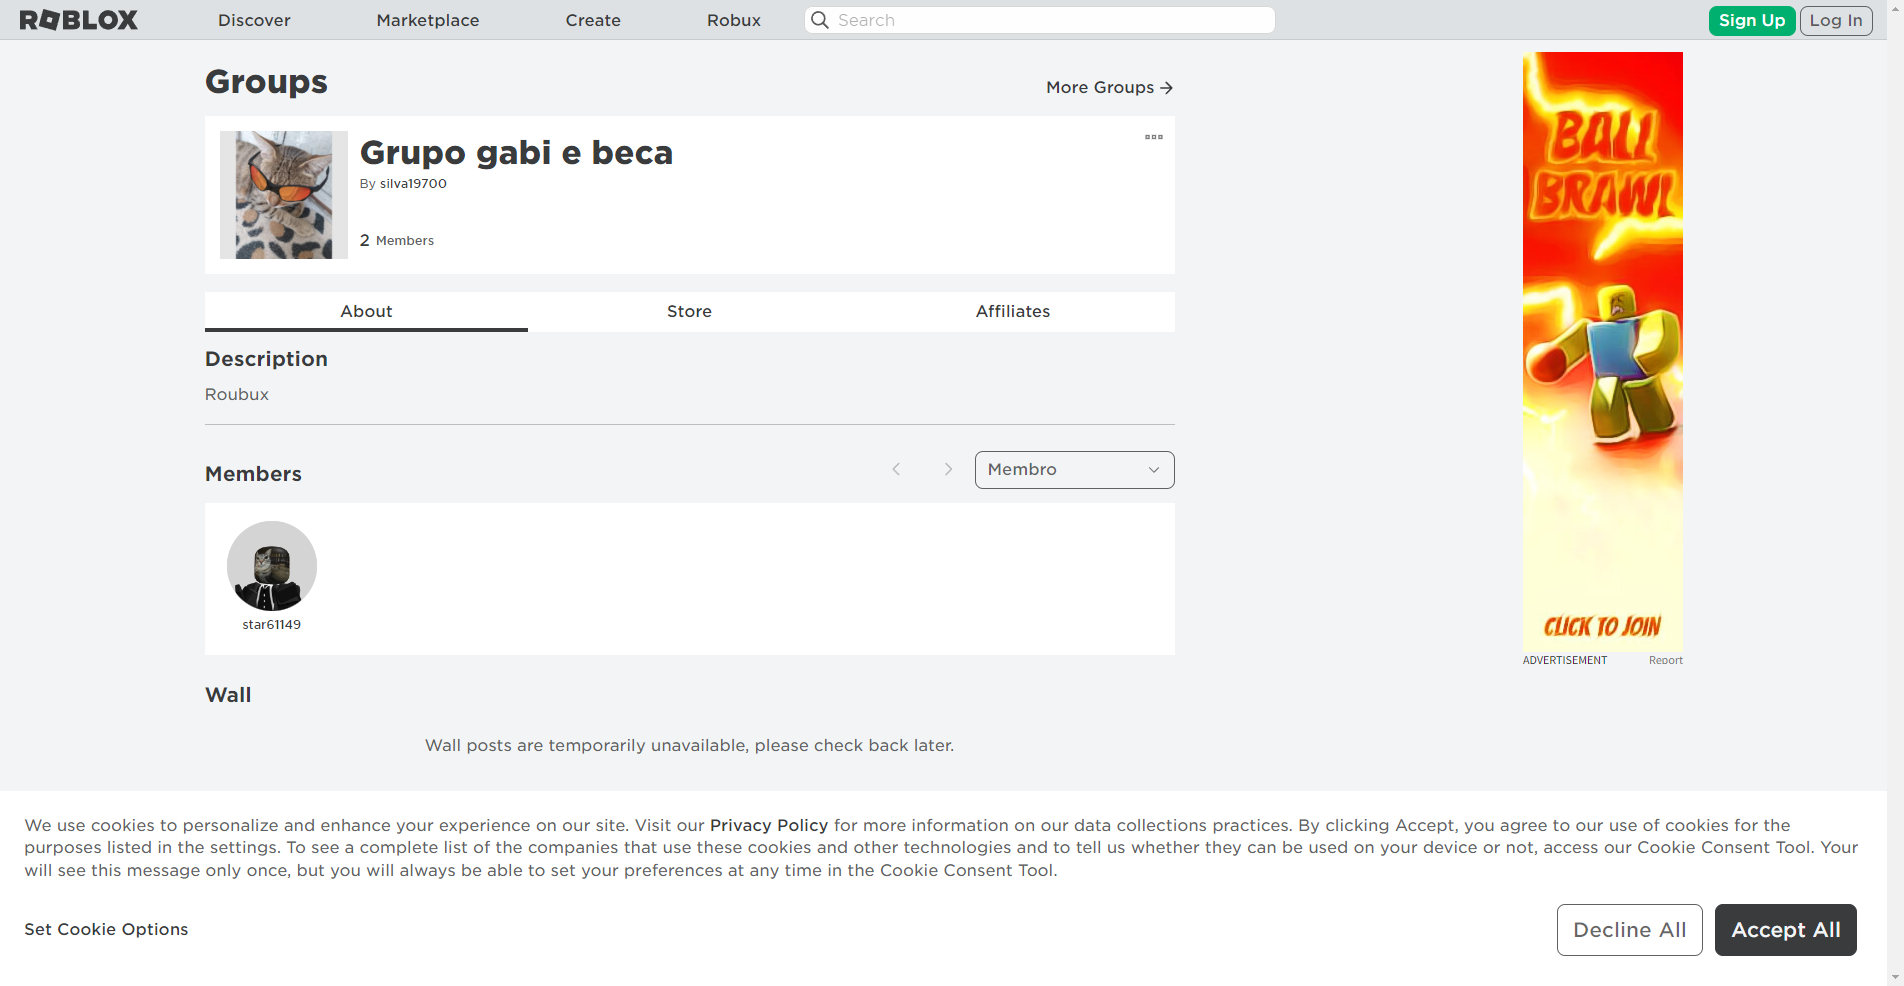 ROBLOX
Discover
Marketplace
Create
Robux
Search
Sign Up
Log In
Groups
More Groups
Grupo gabi e beca
By silva19700
2 Members
About
Store
Affiliates
Description
Roubux
Members
Membro
star61149
Wall
Wall posts are temporarily unavailable, please check back later.
BALL
BRAWL
CLICK TO JOIN
ADVERTISEMENT
Report
We use cookies to personalize and enhance your experience on our site. Visit our Privacy Policy for more information on our data collections practices. By clicking Accept, you agree to our use of cookies for the
purposes listed in the settings. To see a complete list of the companies that use these cookies and other technologies and to tell us whether they can be used on your device or not, access our Cookie Consent Tool. Your
will see this message only once, but you will always be able to set your preferences at any time in the Cookie Consent Tool.
Set Cookie Options
Decline All
Accept All